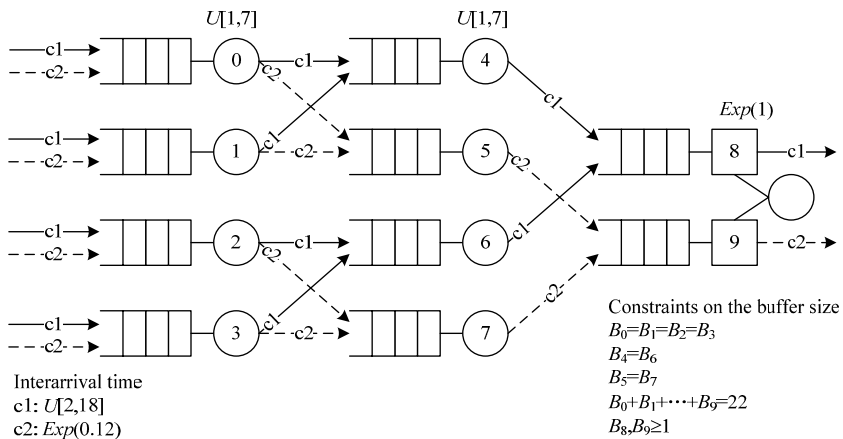 U[1,7]
U[1,7]
c1
c2
0
c1
c2
4
c1
Exp(1)
c1
c2
1
c1
c2
5
c2
8
c1
c1
c2
2
c1
c2
6
c1
9
c2
c1
c2
3
c1
c2
7
c2
Interarrival time
c1: U[2,18]
c2: Exp(0.12)
Constraints on the buffer size
B0=B1=B2=B3
B4=B6
B5=B7
B0+B1+⋯+B9=22
B8,B9≥1